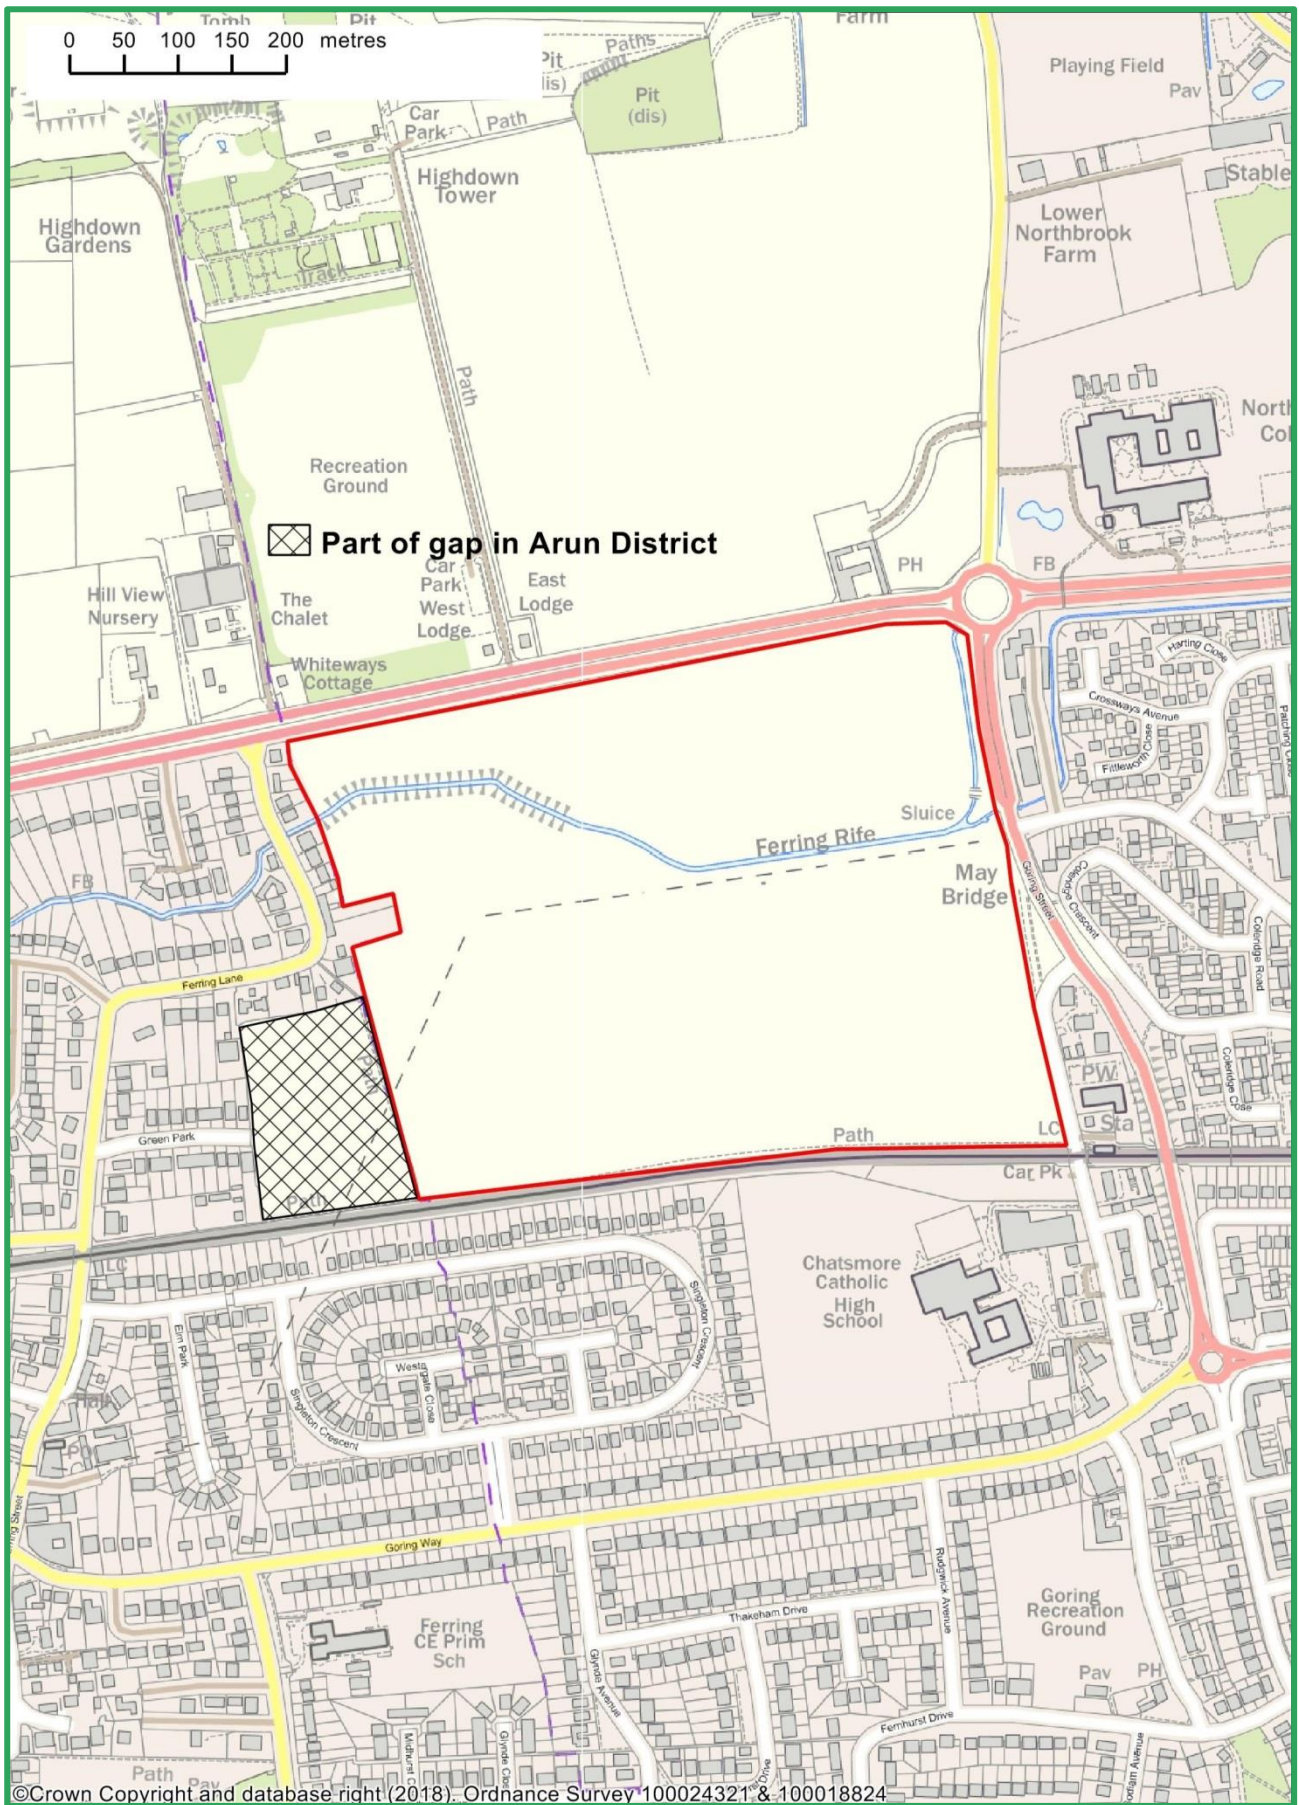 Tomb
Pit
Farm
0 50 100 150 200 metres
Paths
Pit
Playing Field
Pav
Pit
(dis)
Car
Park
Path
Highdown
Tower
Stable
Highdown
Gardens
Lower
Northbrook
Farm
Track
Path
Recreation
Ground
Part of gap in Arun District
Car
Park
West
Lodge
East
Lodge
PH
FB
Hill View
Nursery
The
Chalet
Whiteways
Cottage
Harting Close
Crossways Avenue
Fittleworth Close
Sluice
Ferring Rife
May
Bridge
Goring Street
Coleridge Crescent
Coleridge Road
FB
Ferring Lane
Path
Green Park
Path
Path
LC
PW
Sta
Car Pk
LC
Chatsmore
Catholic
High
School
Singleton Crescent
Elm Park
Westgate Close
Singleton Crescent
Hall
PO
Goring Way
Rudgwick Avenue
Goring
Recreation
Ground
Thakeham Drive
Ferring
CE Prim
Sch
Glynde Avenue
Pav
PH
Fernhurst Drive
Path
Pav
©Crown Copyright and database right (2018). Ordnance Survey 100024321 & 100018824